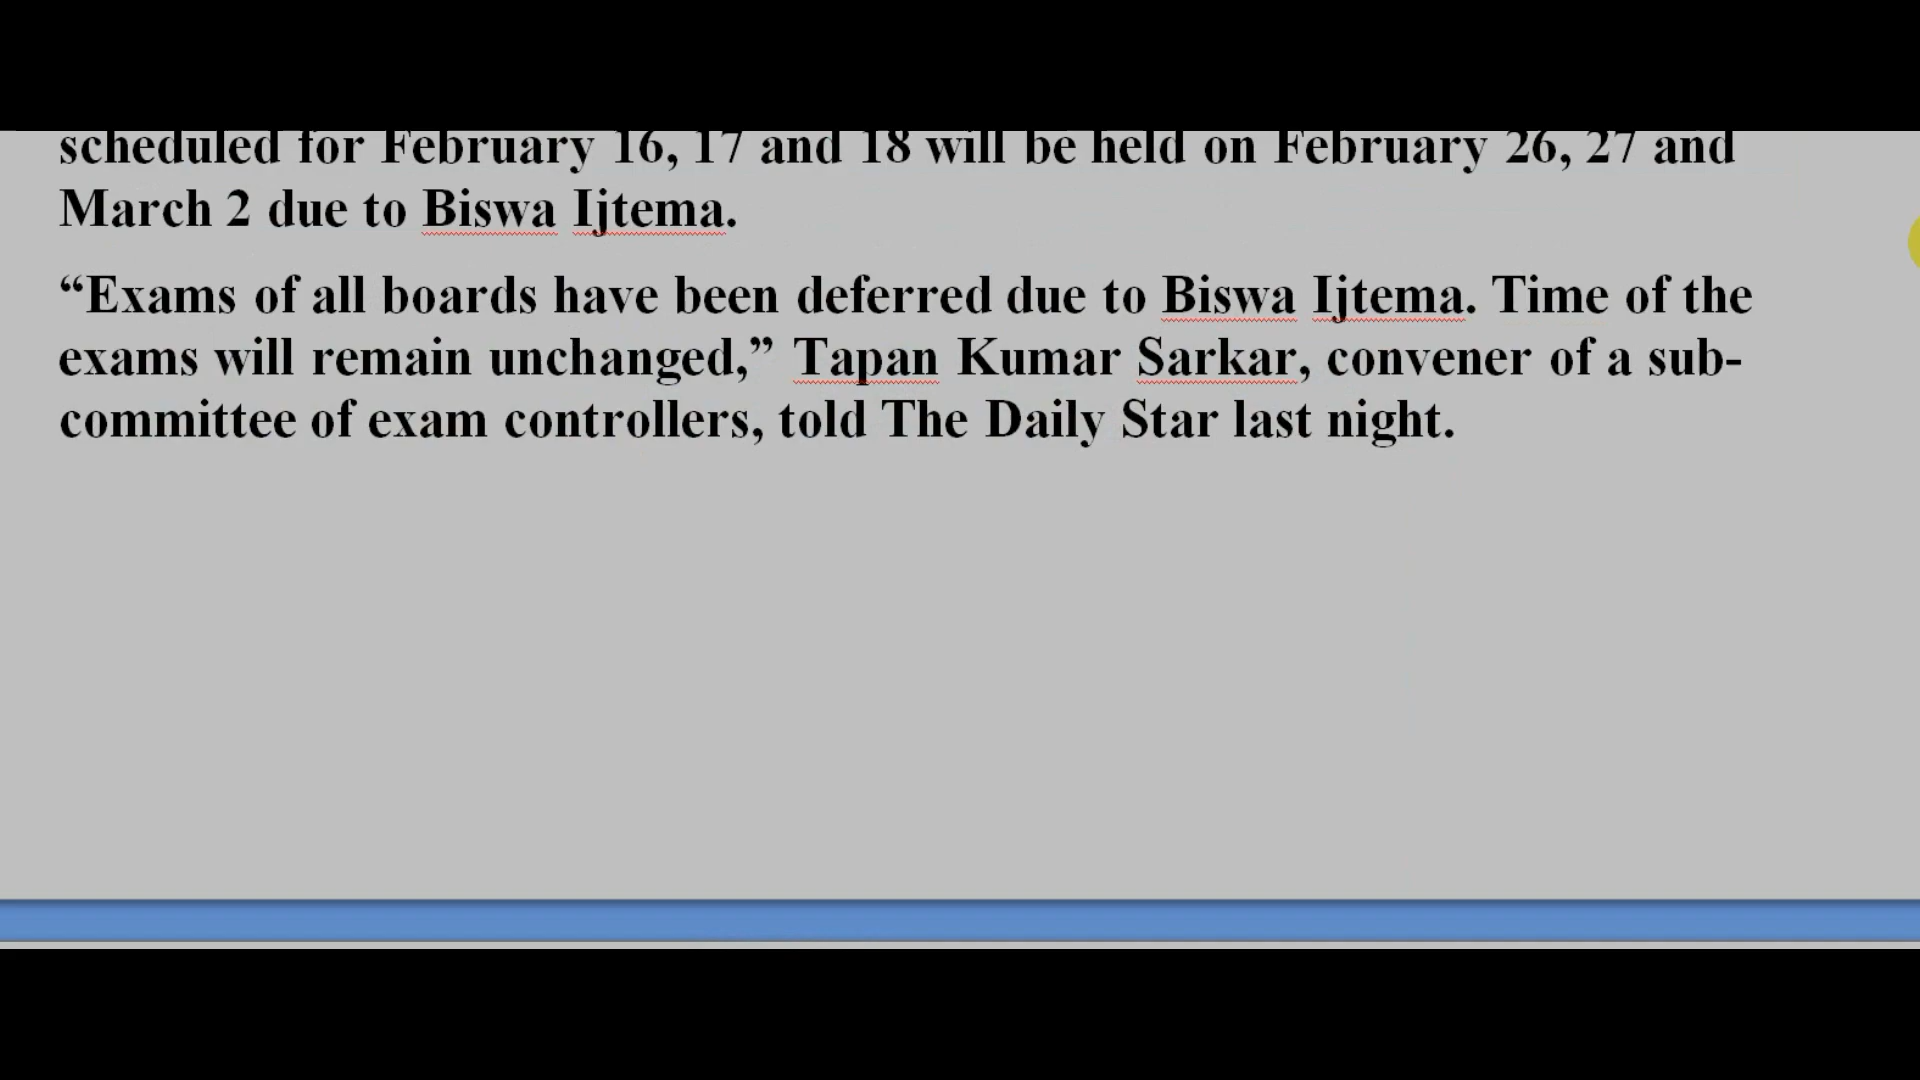 scheduled for February 16, 17 and 18 will be held on February 26, 27 and
March 2 due to Biswa Ijtema.
“Exams of all boards have been deferred due to Biswa Ijtema. Time of the
exams will remain unchanged,” Tapan Kumar Sarkar, convener of a sub-
committee of exam controllers, told The Daily Star last night.